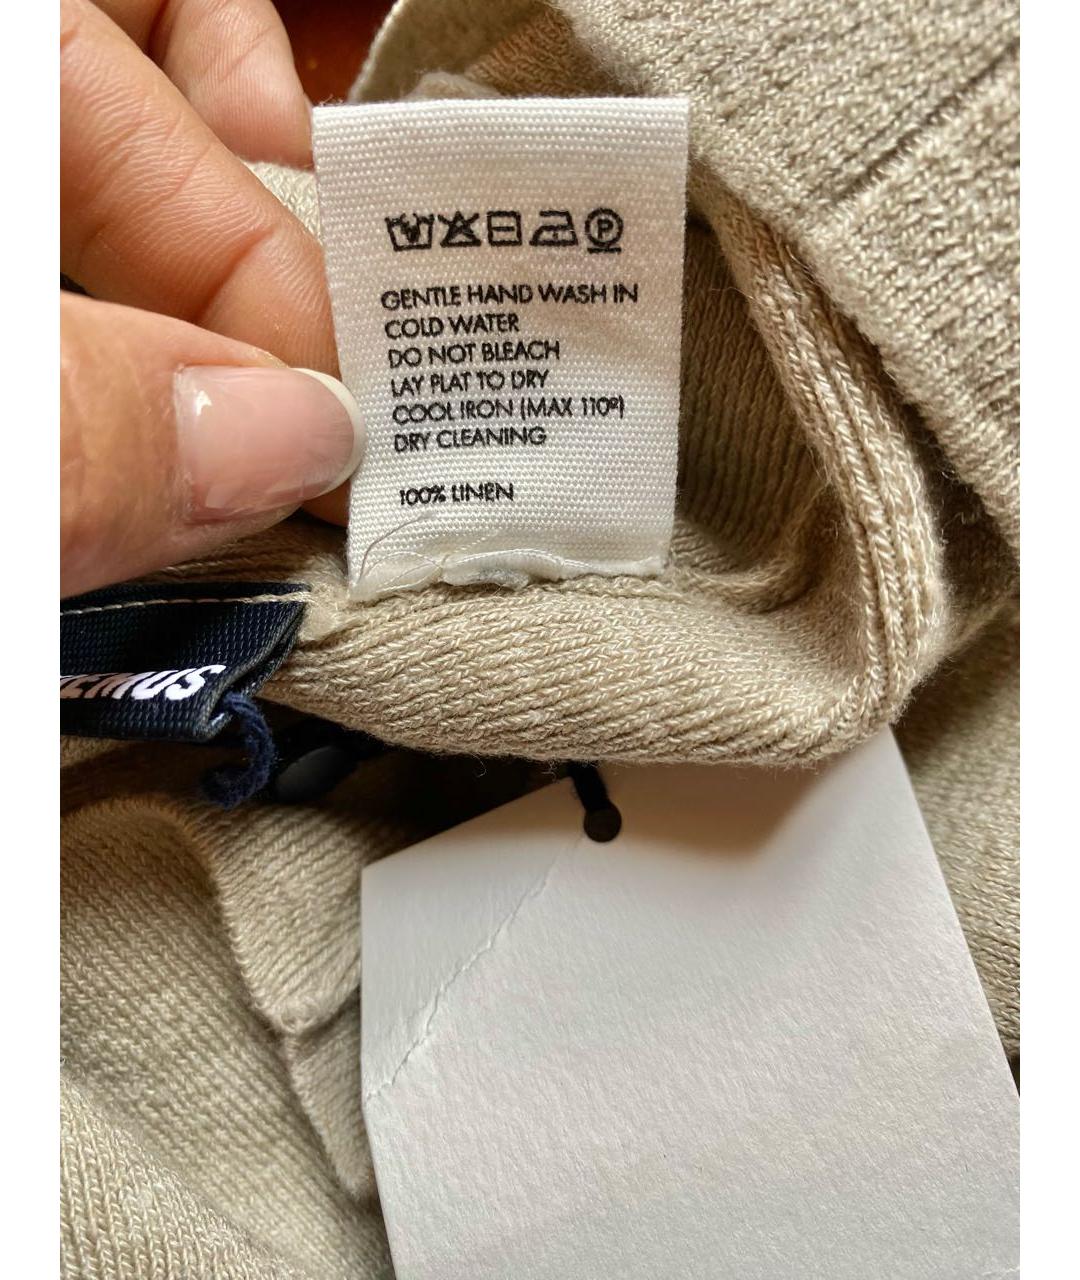 P
GENTLE HAND WASH IN
COLD WATER
DO NOT BLEACH
LAY PLAT TO DRY
COOL IRON (MAX 110º)
DRY CLEANING
100% LINEN
EMUS